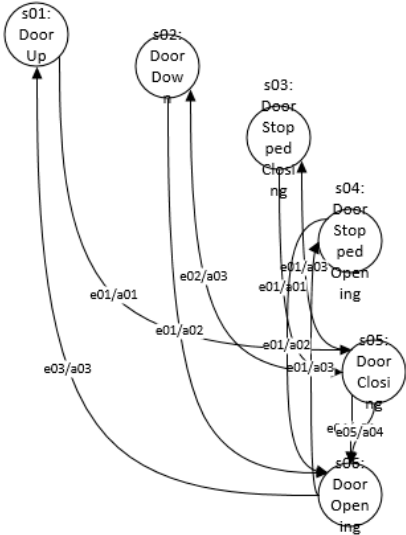 s01:
Door
Up
s02:
Door
Dow
n
s03:
Door
Stop
ped
Closi
ng
s04:
Door
Stop
ped
Open
ing
e01/a03
e02/a03
e01/a01
e01/a01
e01/a02
e01/a02
s05:
Door
Closi
ng
e01/a03
e03/a03
e05/a04
s06:
Door
Open
ing